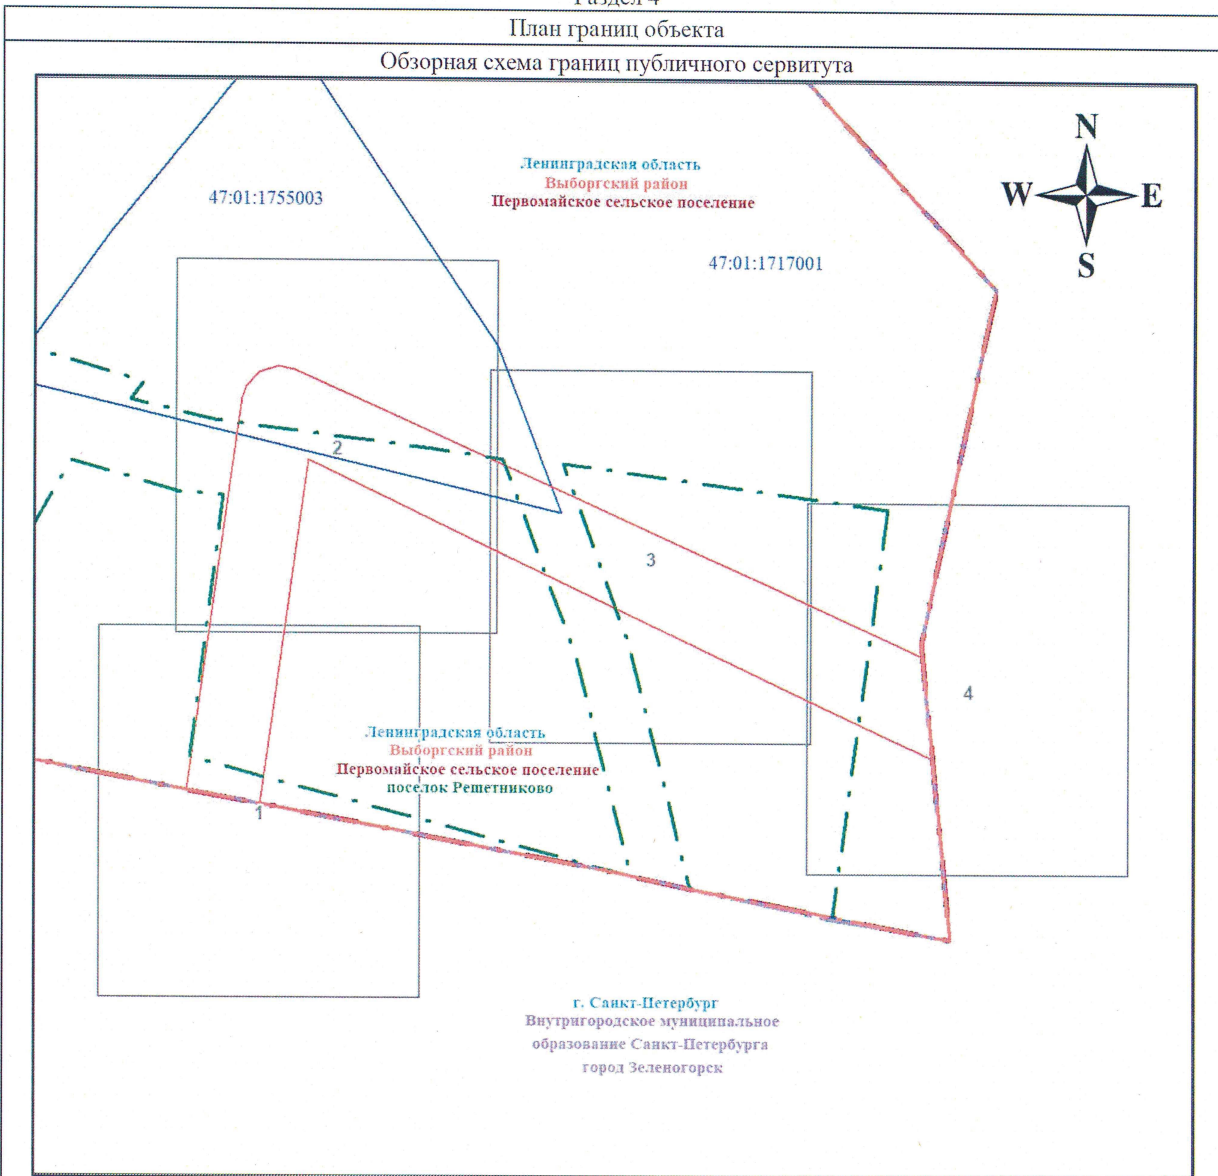 Раздел 4
План границ объекта
Обзорная схема границ публичного сервитута
N
W E
S
Ленинградская область
Выборгский район
Первомайское сельское поселение
47:01:1755003
47:01:1717001
2
3
4
Ленинградская область
Выборгский район
Первомайское сельское поселение
поселок Решетниково
1
г. Санкт-Петербург
Внутригородское муниципальное
образование Санкт-Петербурга
город Зеленогорск